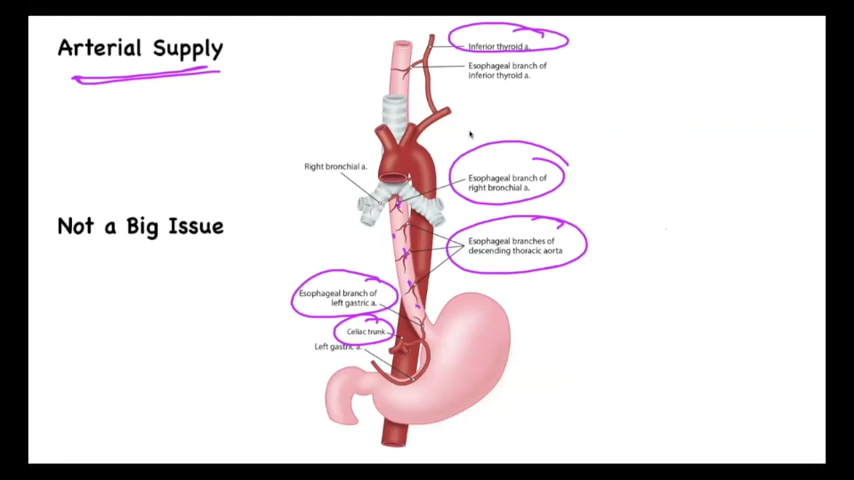 Arterial Supply
Inferior thyroid a.
Esophageal branch of
inferior thyroid a.
Right bronchial a.
Esophageal branch of
right bronchial a.
Not a Big Issue
Esophageal branches of
descending thoracic aorta
Esophageal branch of
left gastric a.
Celiac trunk
Left gastric a.